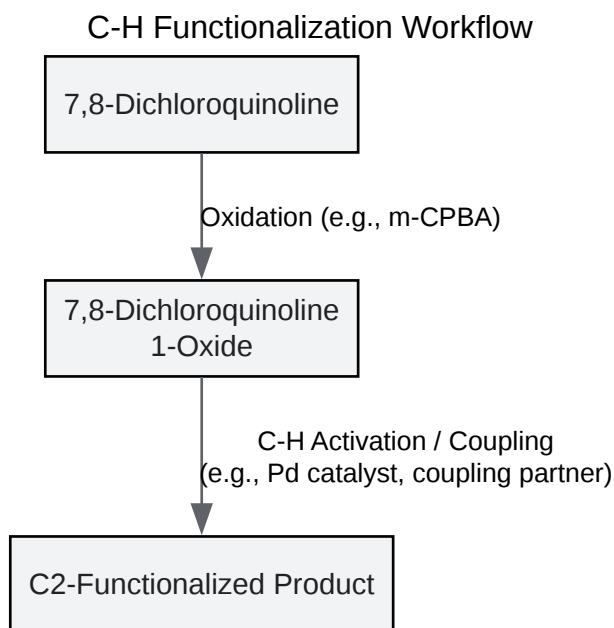 C-H Functionalization Workflow
7,8-Dichloroquinoline
Oxidation (e.g., m-CPBA)
7,8-Dichloroquinoline
1-Oxide
C-H Activation / Coupling
(e.g., Pd catalyst, coupling partner)
C2-Functionalized Product